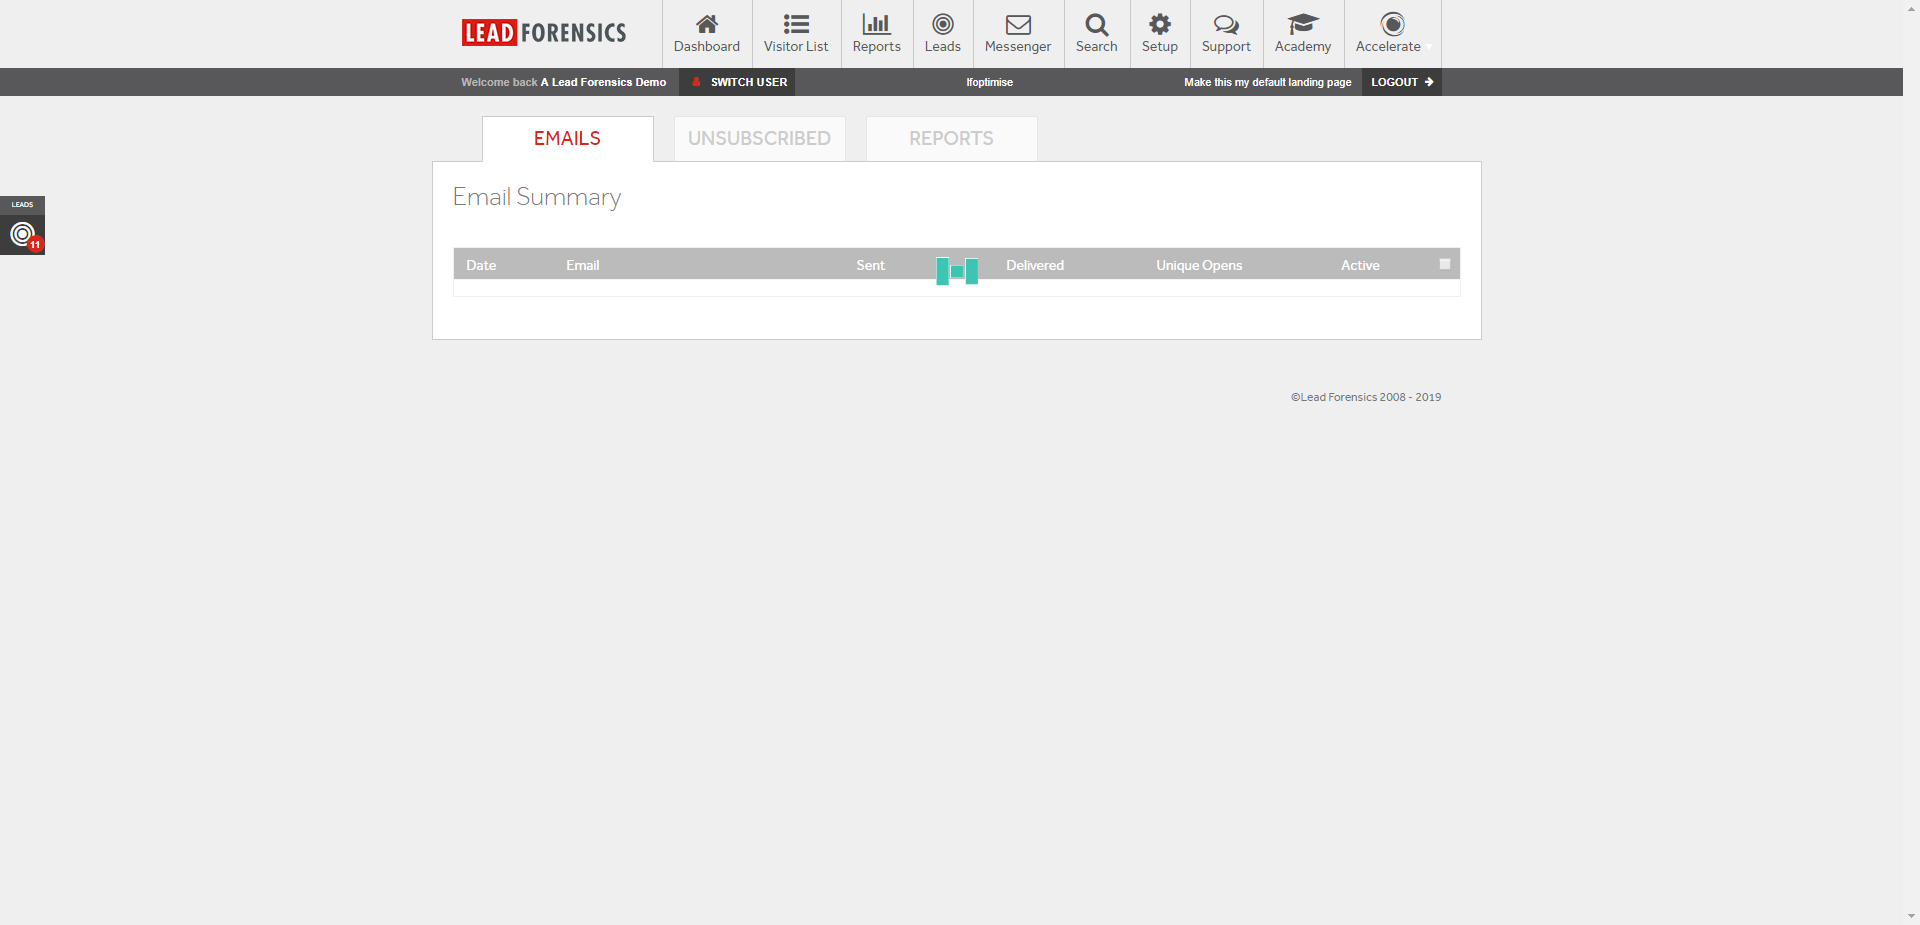 LEAD FORENSICS
Dashboard Visitor List Reports Leads Messenger Search Setup Support Academy Accelerate
Welcome back A Lead Forensics Demo SWITCH USER lfoptimise Make this my default landing page LOGOUT
EMAILS UNSUBSCRIBED REPORTS
Email Summary
LEADS
11
Date Email Sent Delivered Unique Opens Active
©Lead Forensics 2008 - 2019